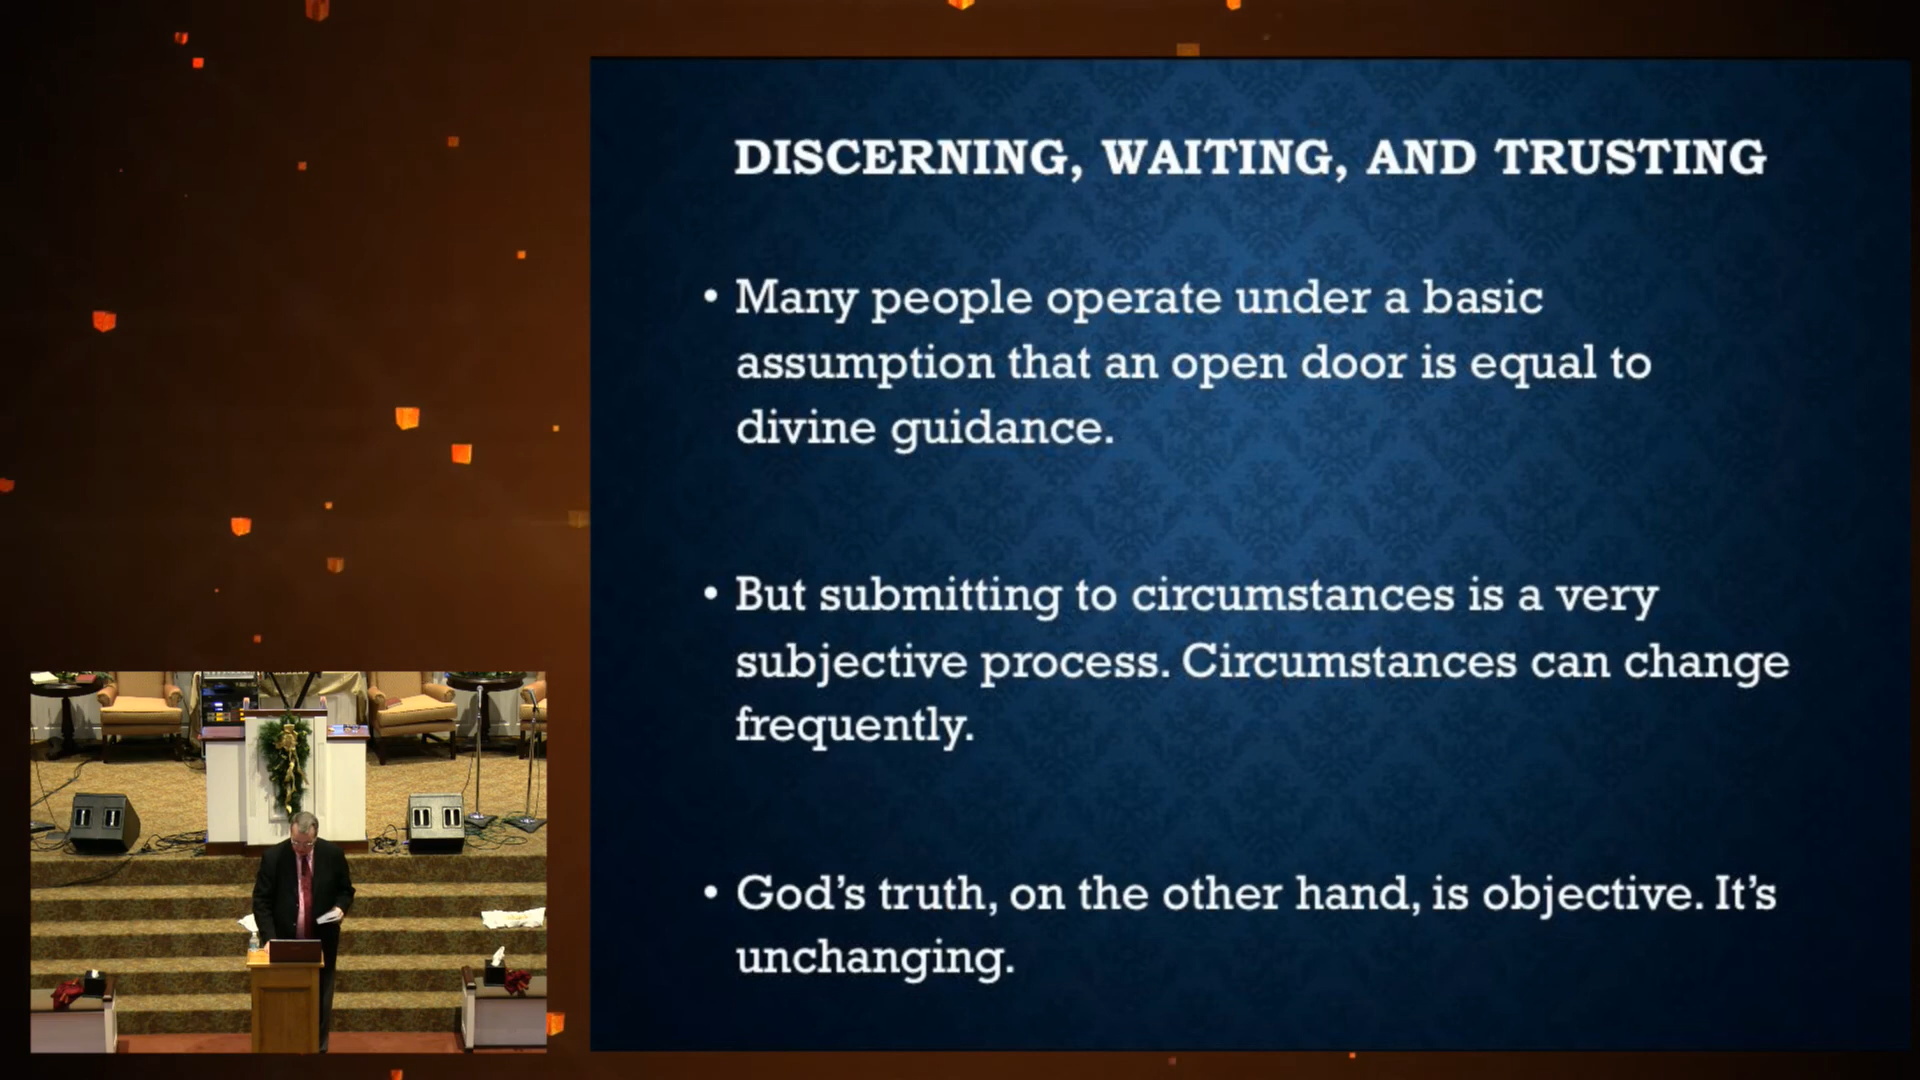 DISCERNING, WAITING, AND TRUSTING
• Many people operate under a basic
assumption that an open door is equal to
divine guidance.
• But submitting to circumstances is a very
subjective process. Circumstances can change
frequently.
• God’s truth, on the other hand, is objective. It’s
unchanging.